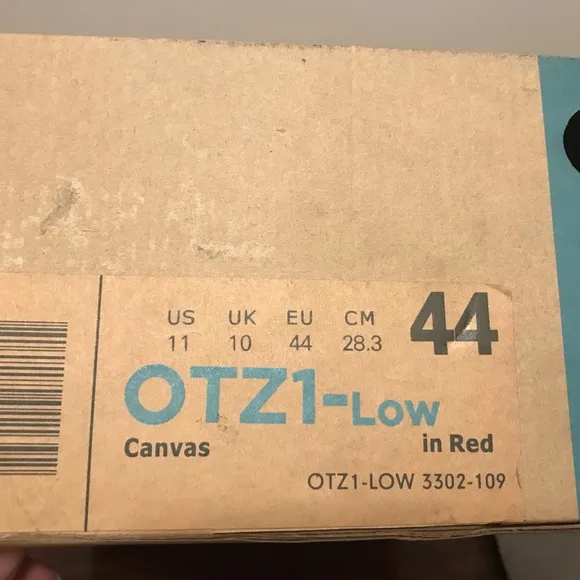 US UK EU CM 44
11 10 44 28.3
OTZ1-Low
Canvas in Red
OTZ1-LOW 3302-109